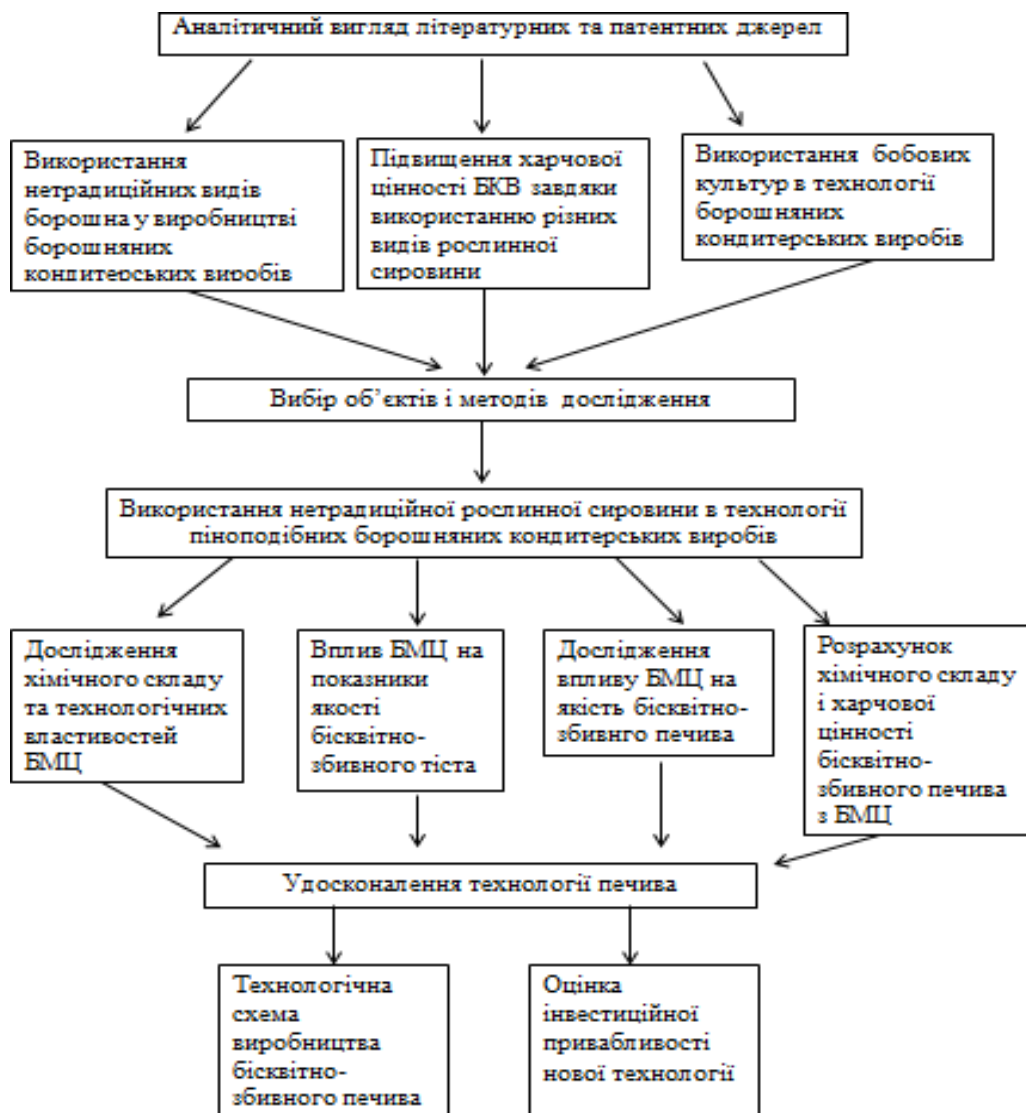 Аналітичний вигляд літературних та патентних джерел
Використання
нетрадиційних видів
борошна у виробництві
борошняних
кондитерських виробів
Підвищення харчової
цінності БКВ завдяки
використанню різних
видів рослинної
сировини
Використання бобових
культур в технології
борошняних
кондитерських виробів
Вибір об’єктів і методів дослідження
Використання нетрадиційної рослинної сировини в технології
піноподібних борошняних кондитерських виробів
Дослідження
хімічного складу
та технологічних
властивостей
БМЦ
Вплив БМЦ на
показники
якості
бісквітно-
збивного тіста
Дослідження
впливу БМЦ на
якість бісквітно-
збивнго печива
Розрахунок
хімічного складу
і харчової
цінності
бісквітно-
збивного печива
з БМЦ
Удосконалення технології печива
Технологічна
схема
виробництва
бісквітно-
збивного печива
Оцінка
інвестиційної
привабливості
нової технології